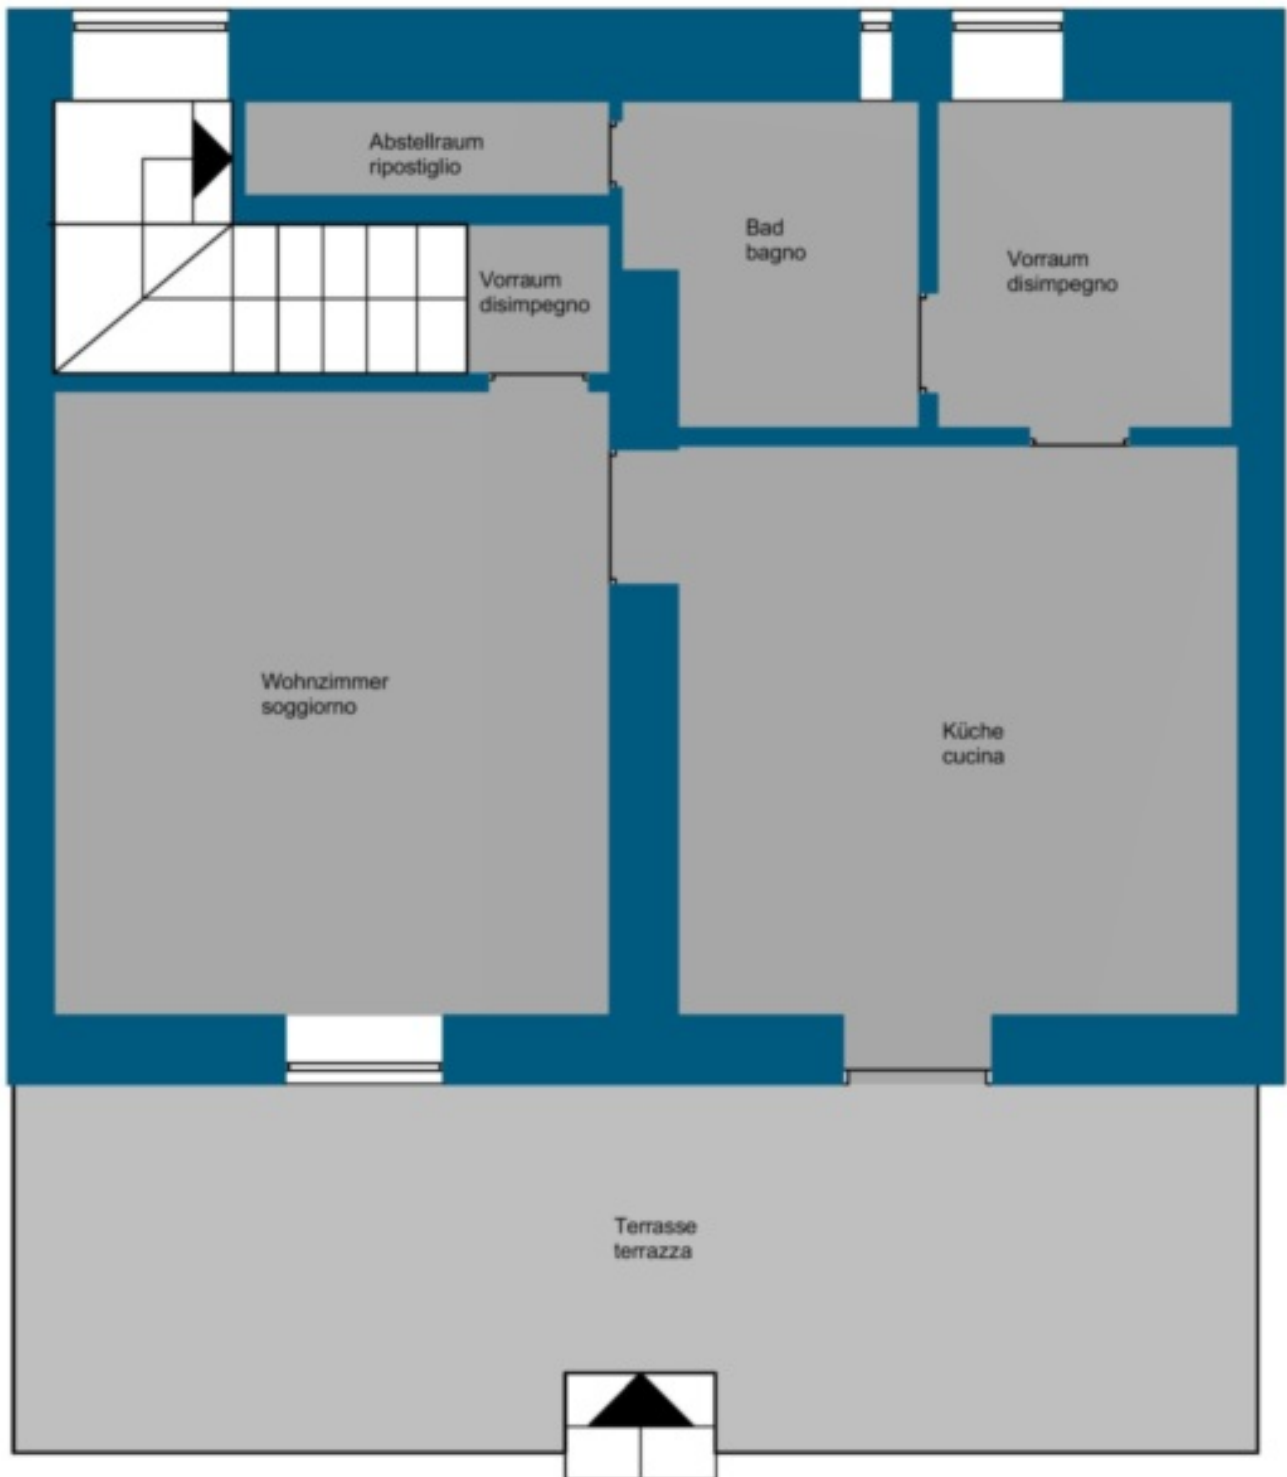 Abstellraum
ripostiglio
Bad
bagno
Vorraum
disimpegno
Vorraum
disimpegno
Wohnzimmer
soggiorno
Küche
cucina
Terrasse
terrazza